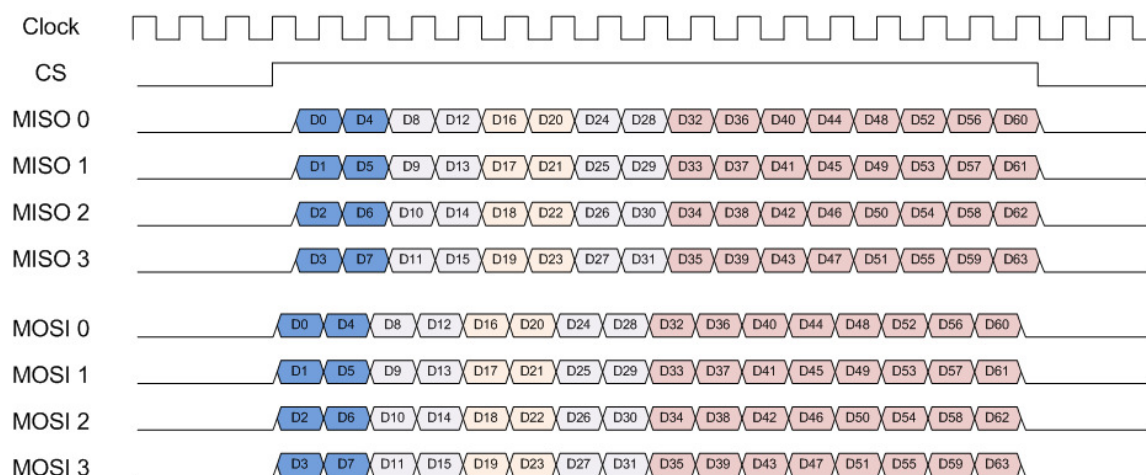 Clock
CS
MISO 0 D0 D4 D8 D12 D16 D20 D24 D28 D32 D36 D40 D44 D48 D52 D56 D60
MISO 1 D1 D5 D9 D13 D17 D21 D25 D29 D33 D37 D41 D45 D49 D53 D57 D61
MISO 2 D2 D6 D10 D14 D18 D22 D26 D30 D34 D38 D42 D46 D50 D54 D58 D62
MISO 3 D3 D7 D11 D15 D19 D23 D27 D31 D35 D39 D43 D47 D51 D55 D59 D63
MOSI 0 D0 D4 D8 D12 D16 D20 D24 D28 D32 D36 D40 D44 D48 D52 D56 D60
MOSI 1 D1 D5 D9 D13 D17 D21 D25 D29 D33 D37 D41 D45 D49 D53 D57 D61
MOSI 2 D2 D6 D10 D14 D18 D22 D26 D30 D34 D38 D42 D46 D50 D54 D58 D62
MOSI 3 D3 D7 D11 D15 D19 D23 D27 D31 D35 D39 D43 D47 D51 D55 D59 D63